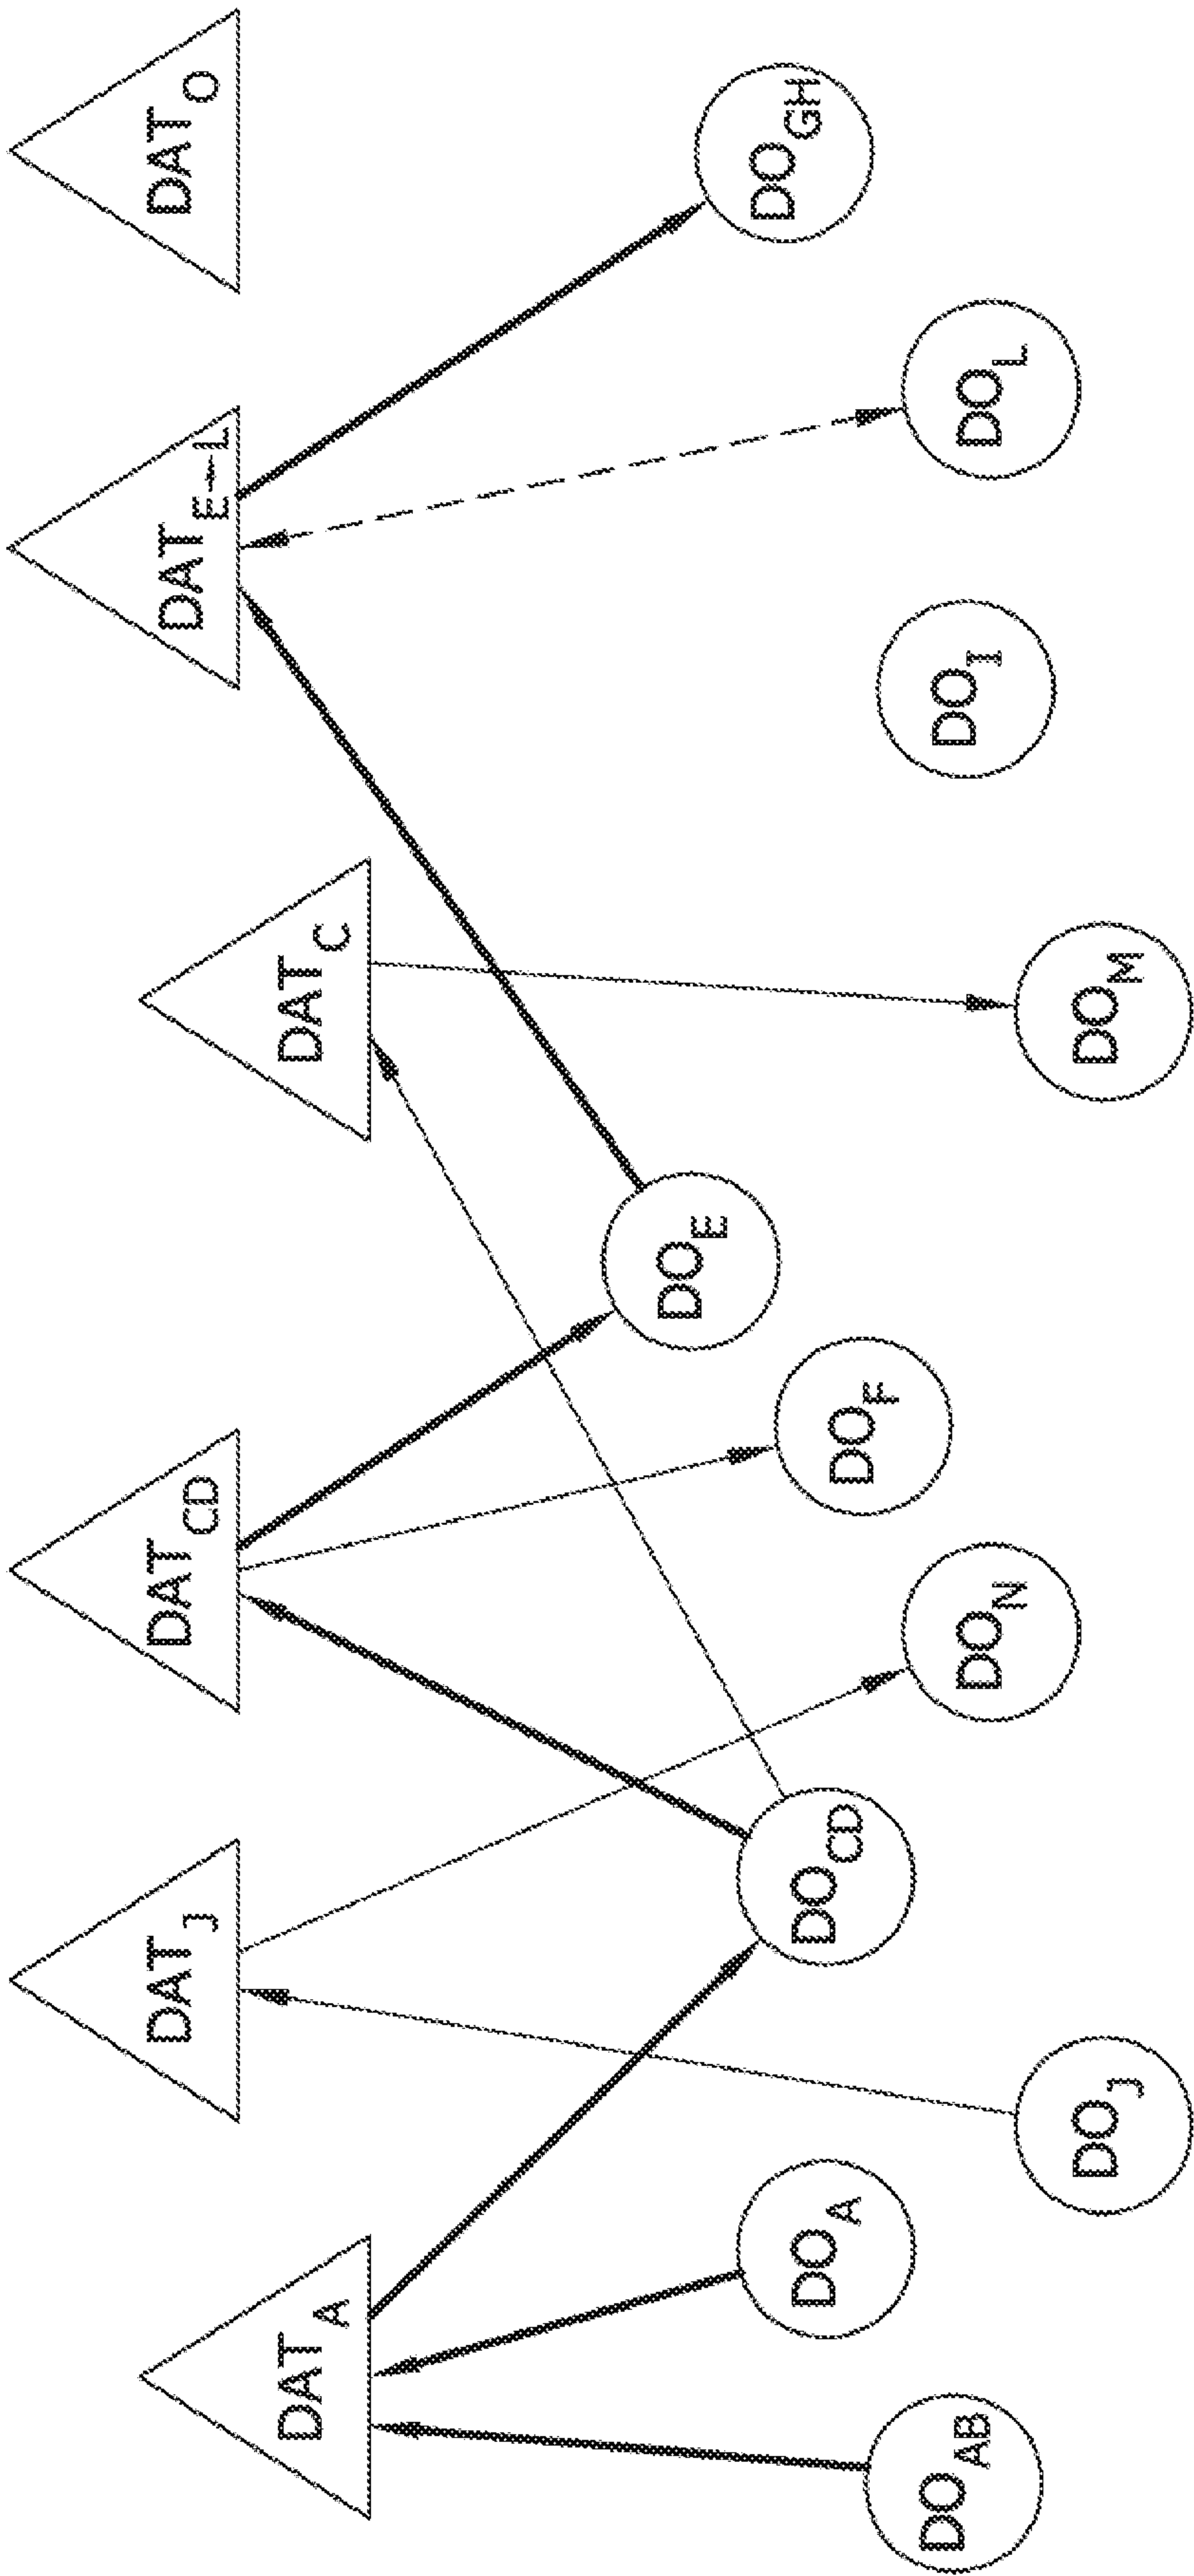 DAT A
DAT J
DAT CD
DAT C
DAT E-L
DAT O
DO AB
DO A
DO J
DO CD
DO N
DO F
DO E
DO M
DO I
DO L
DO GH